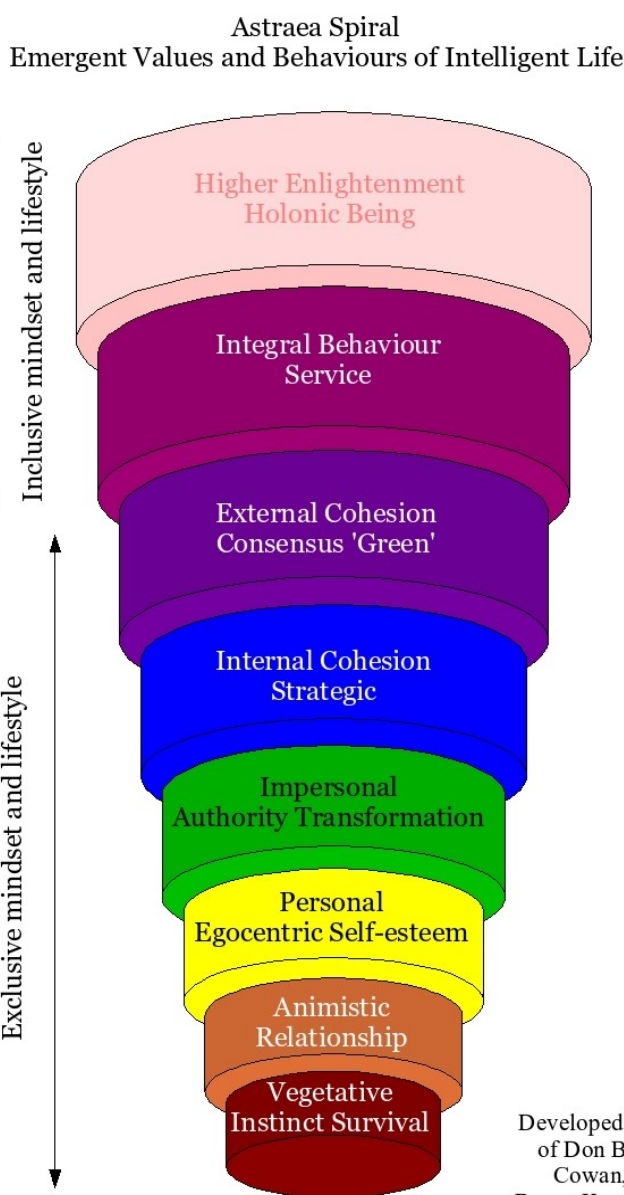 Astraea Spiral
Emergent Values and Behaviours of Intelligent Life
Inclusive mindset and lifestyle
Higher Enlightenment
Holonic Being
Integral Behaviour
Service
External Cohesion
Consensus 'Green'
Internal Cohesion
Strategic
Exclusive mindset and lifestyle
Impersonal
Authority Transformation
Personal
Egocentric Self-esteem
Animistic
Relationship
Vegetative
Instinct Survival
Developed
of Don B
Cowan,